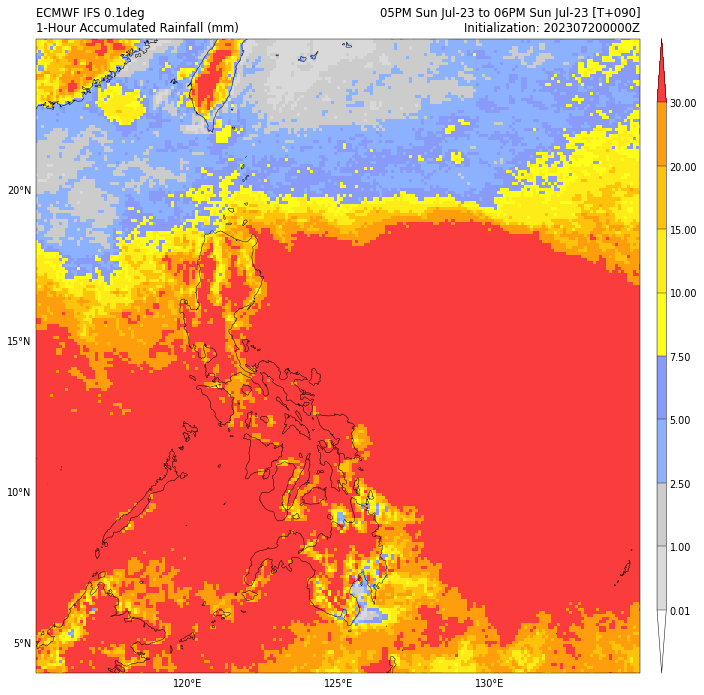 ECMWF IFS 0.1deg
05PM Sun Jul-23 to 06PM Sun Jul-23 [T+090]
1-Hour Accumulated Rainfall (mm)
Initialization: 2023072000000Z
30.00
20.00
15.00
10.00
7.50
5.00
2.50
1.00
0.01
20°N
15°N
10°N
5°N
120°E
125°E
130°E